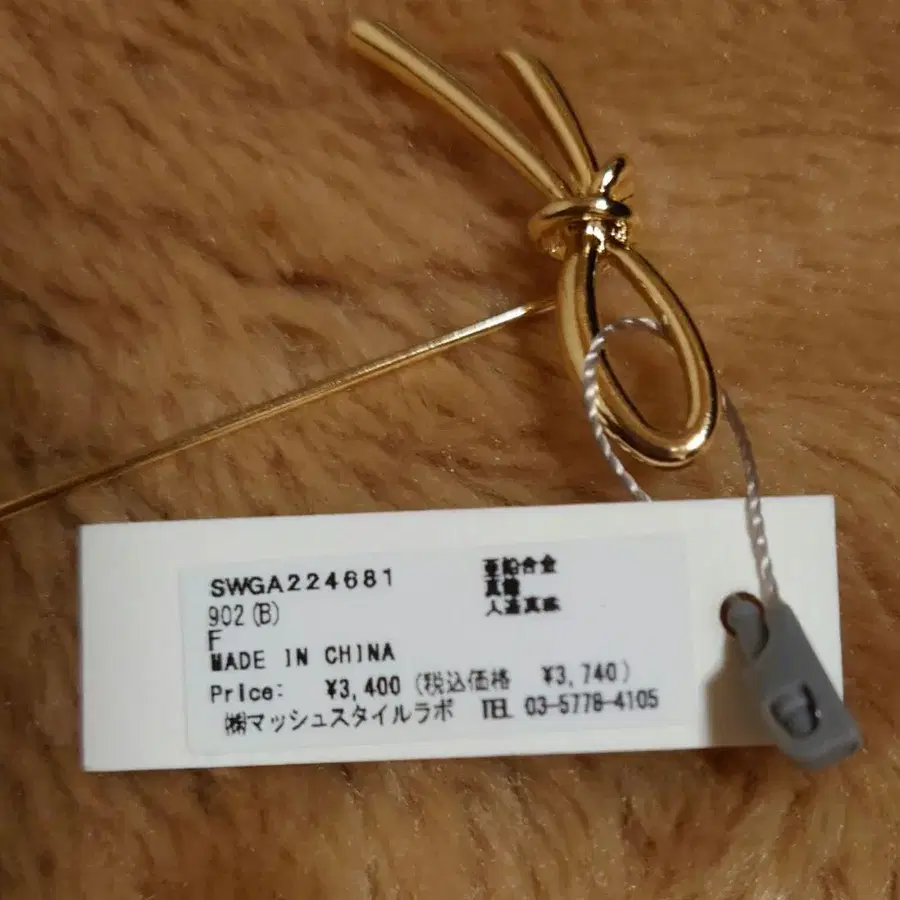 SWGA224681
902(B)
F
MADE IN CHINA
Price: ¥3,400 (税込価格 ¥3,740)
㈱マッシュスタイルラボ TEL 03-5778-4105
亜鉛合金
真鍮
人造真珠